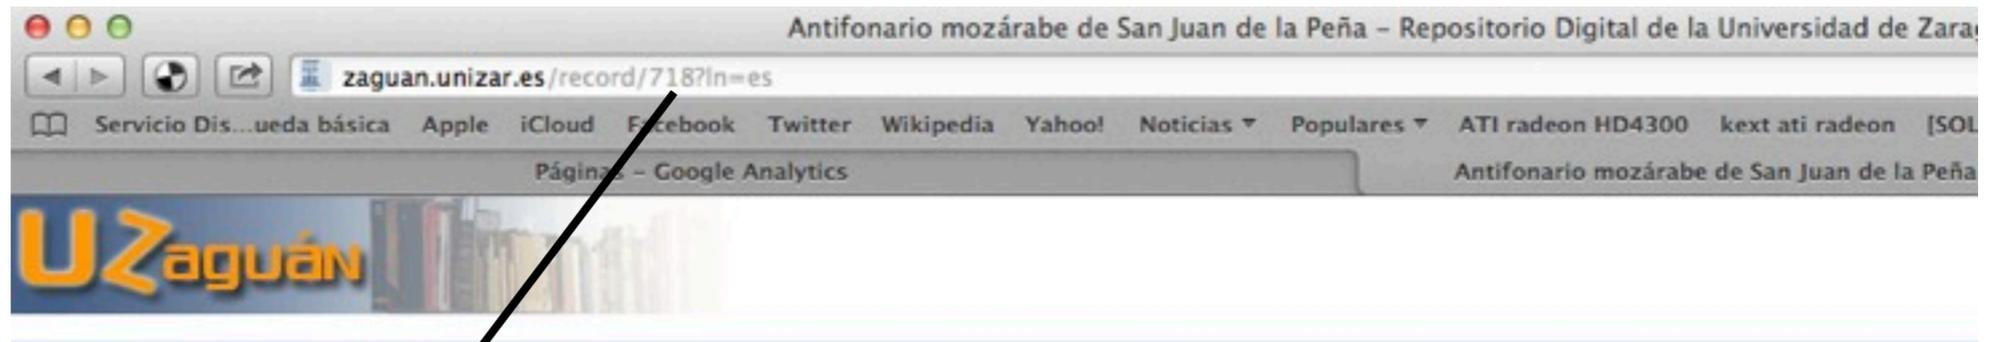 Antifonario mozárabe de San Juan de la Peña – Repositorio Digital de la Universidad de Zara
zaguan.unizar.es/record/718?ln=es
Servicio Dis...ueda básica Apple iCloud Facebook Twitter Wikipedia Yahoo! Noticias Populares ATI radeon HD4300 kext ati radeon [SOL
Páginas – Google Analytics Antifonario mozárabe de San Juan de la Peña
UZaguán